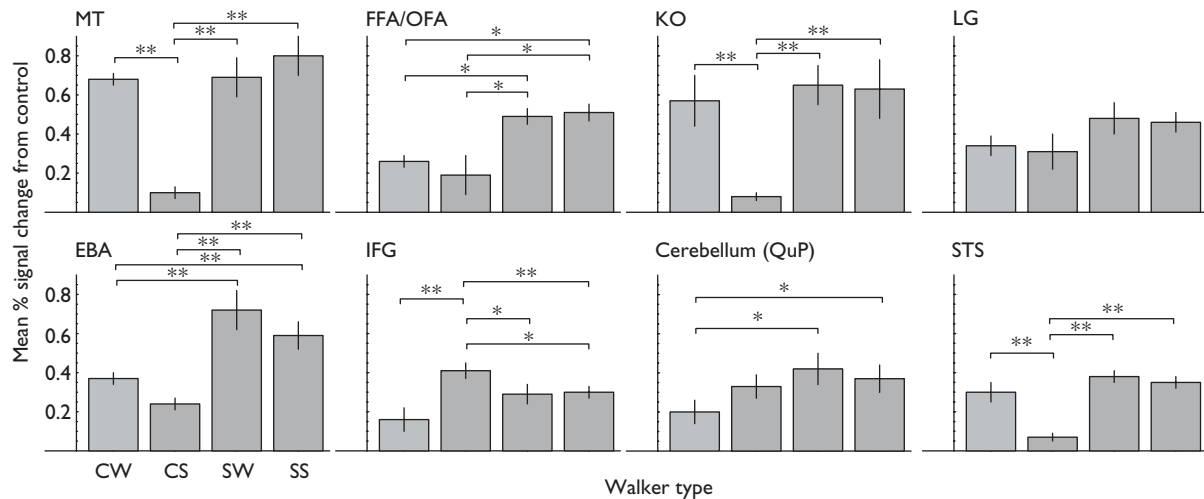 MT
FFA/OFA
KO
LG
** ** **
* * * *
** ** **
0.8
0.6
0.4
0.2
EBA
IFG
Cerebellum (QuP)
STS
** ** ** **
** ** * *
* *
** ** **
0.8
0.6
0.4
0.2
Mean % signal change from control
CW CS SW SS
Walker type